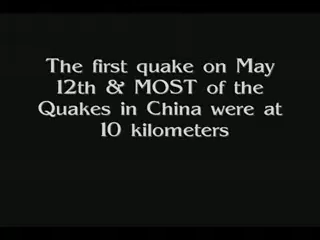 The first quake on May
12th & MOST of the
Quakes in China were at
10 kilometers